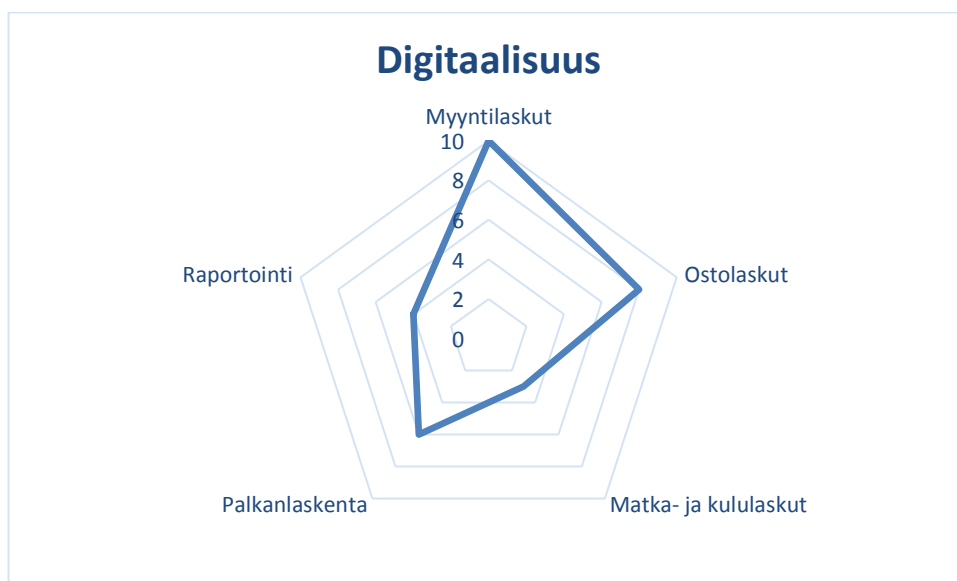 Digitaalisuus
Myyntilaskut
10
8
6
4
2
0
Ostolaskut
Matka- ja kululaskut
Palkanlaskenta
Raportointi